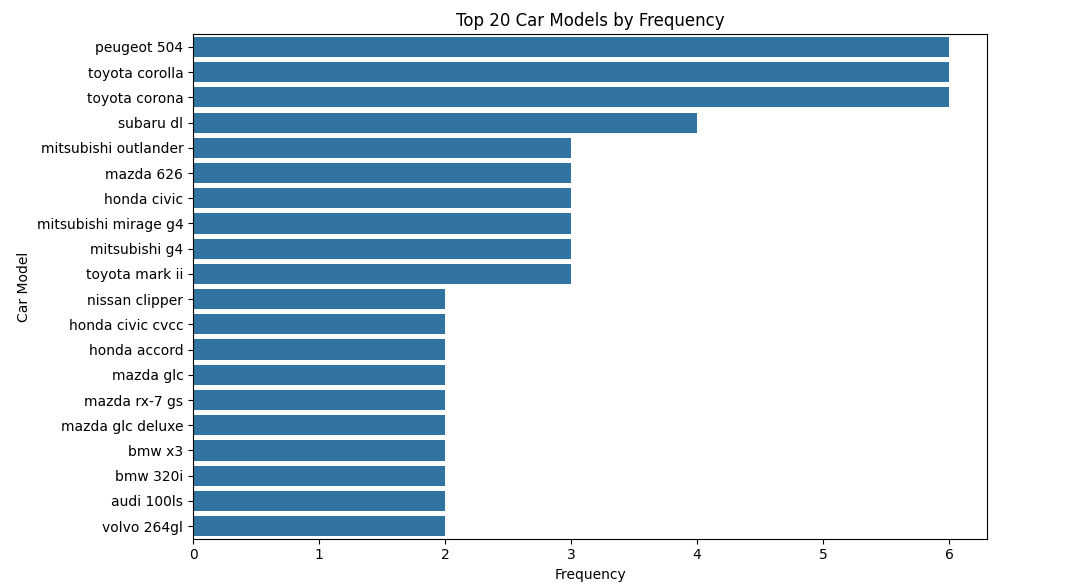 Top 20 Car Models by Frequency
Car Model
peugeot 504
toyota corolla
toyota corona
subaru dl
mitsubishi outlander
mazda 626
honda civic
mitsubishi mirage g4
mitsubishi g4
toyota mark ii
nissan clipper
honda civic cvcc
honda accord
mazda glc
mazda rx-7 gs
mazda glc deluxe
bmw x3
bmw 320i
audi 100ls
volvo 264gl
0 1 2 3 4 5 6
Frequency